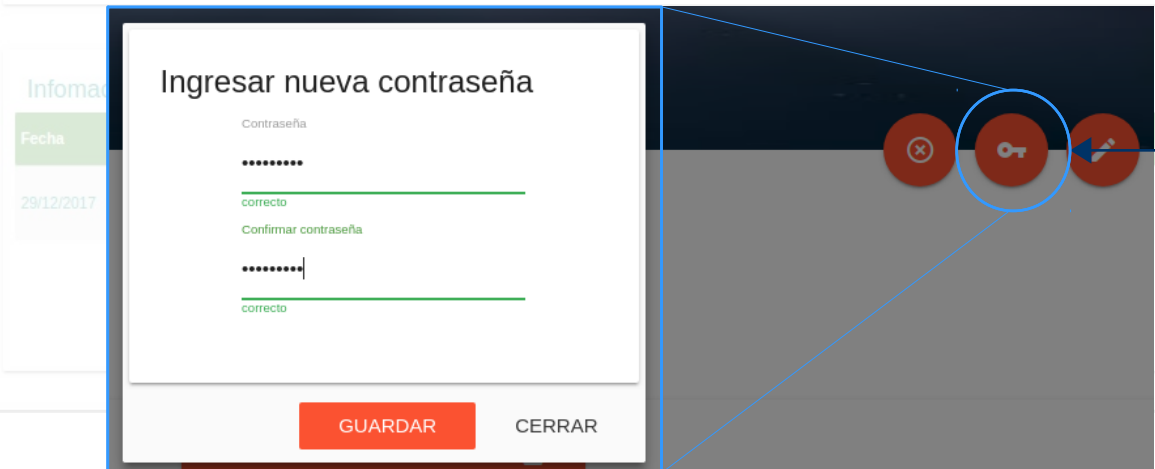 Ingresar nueva contraseña
Contraseña
•••••••••
correcto
Confirmar contraseña
•••••••••
correcto
GUARDAR CERRAR
Infomac
Fecha
29/12/2017